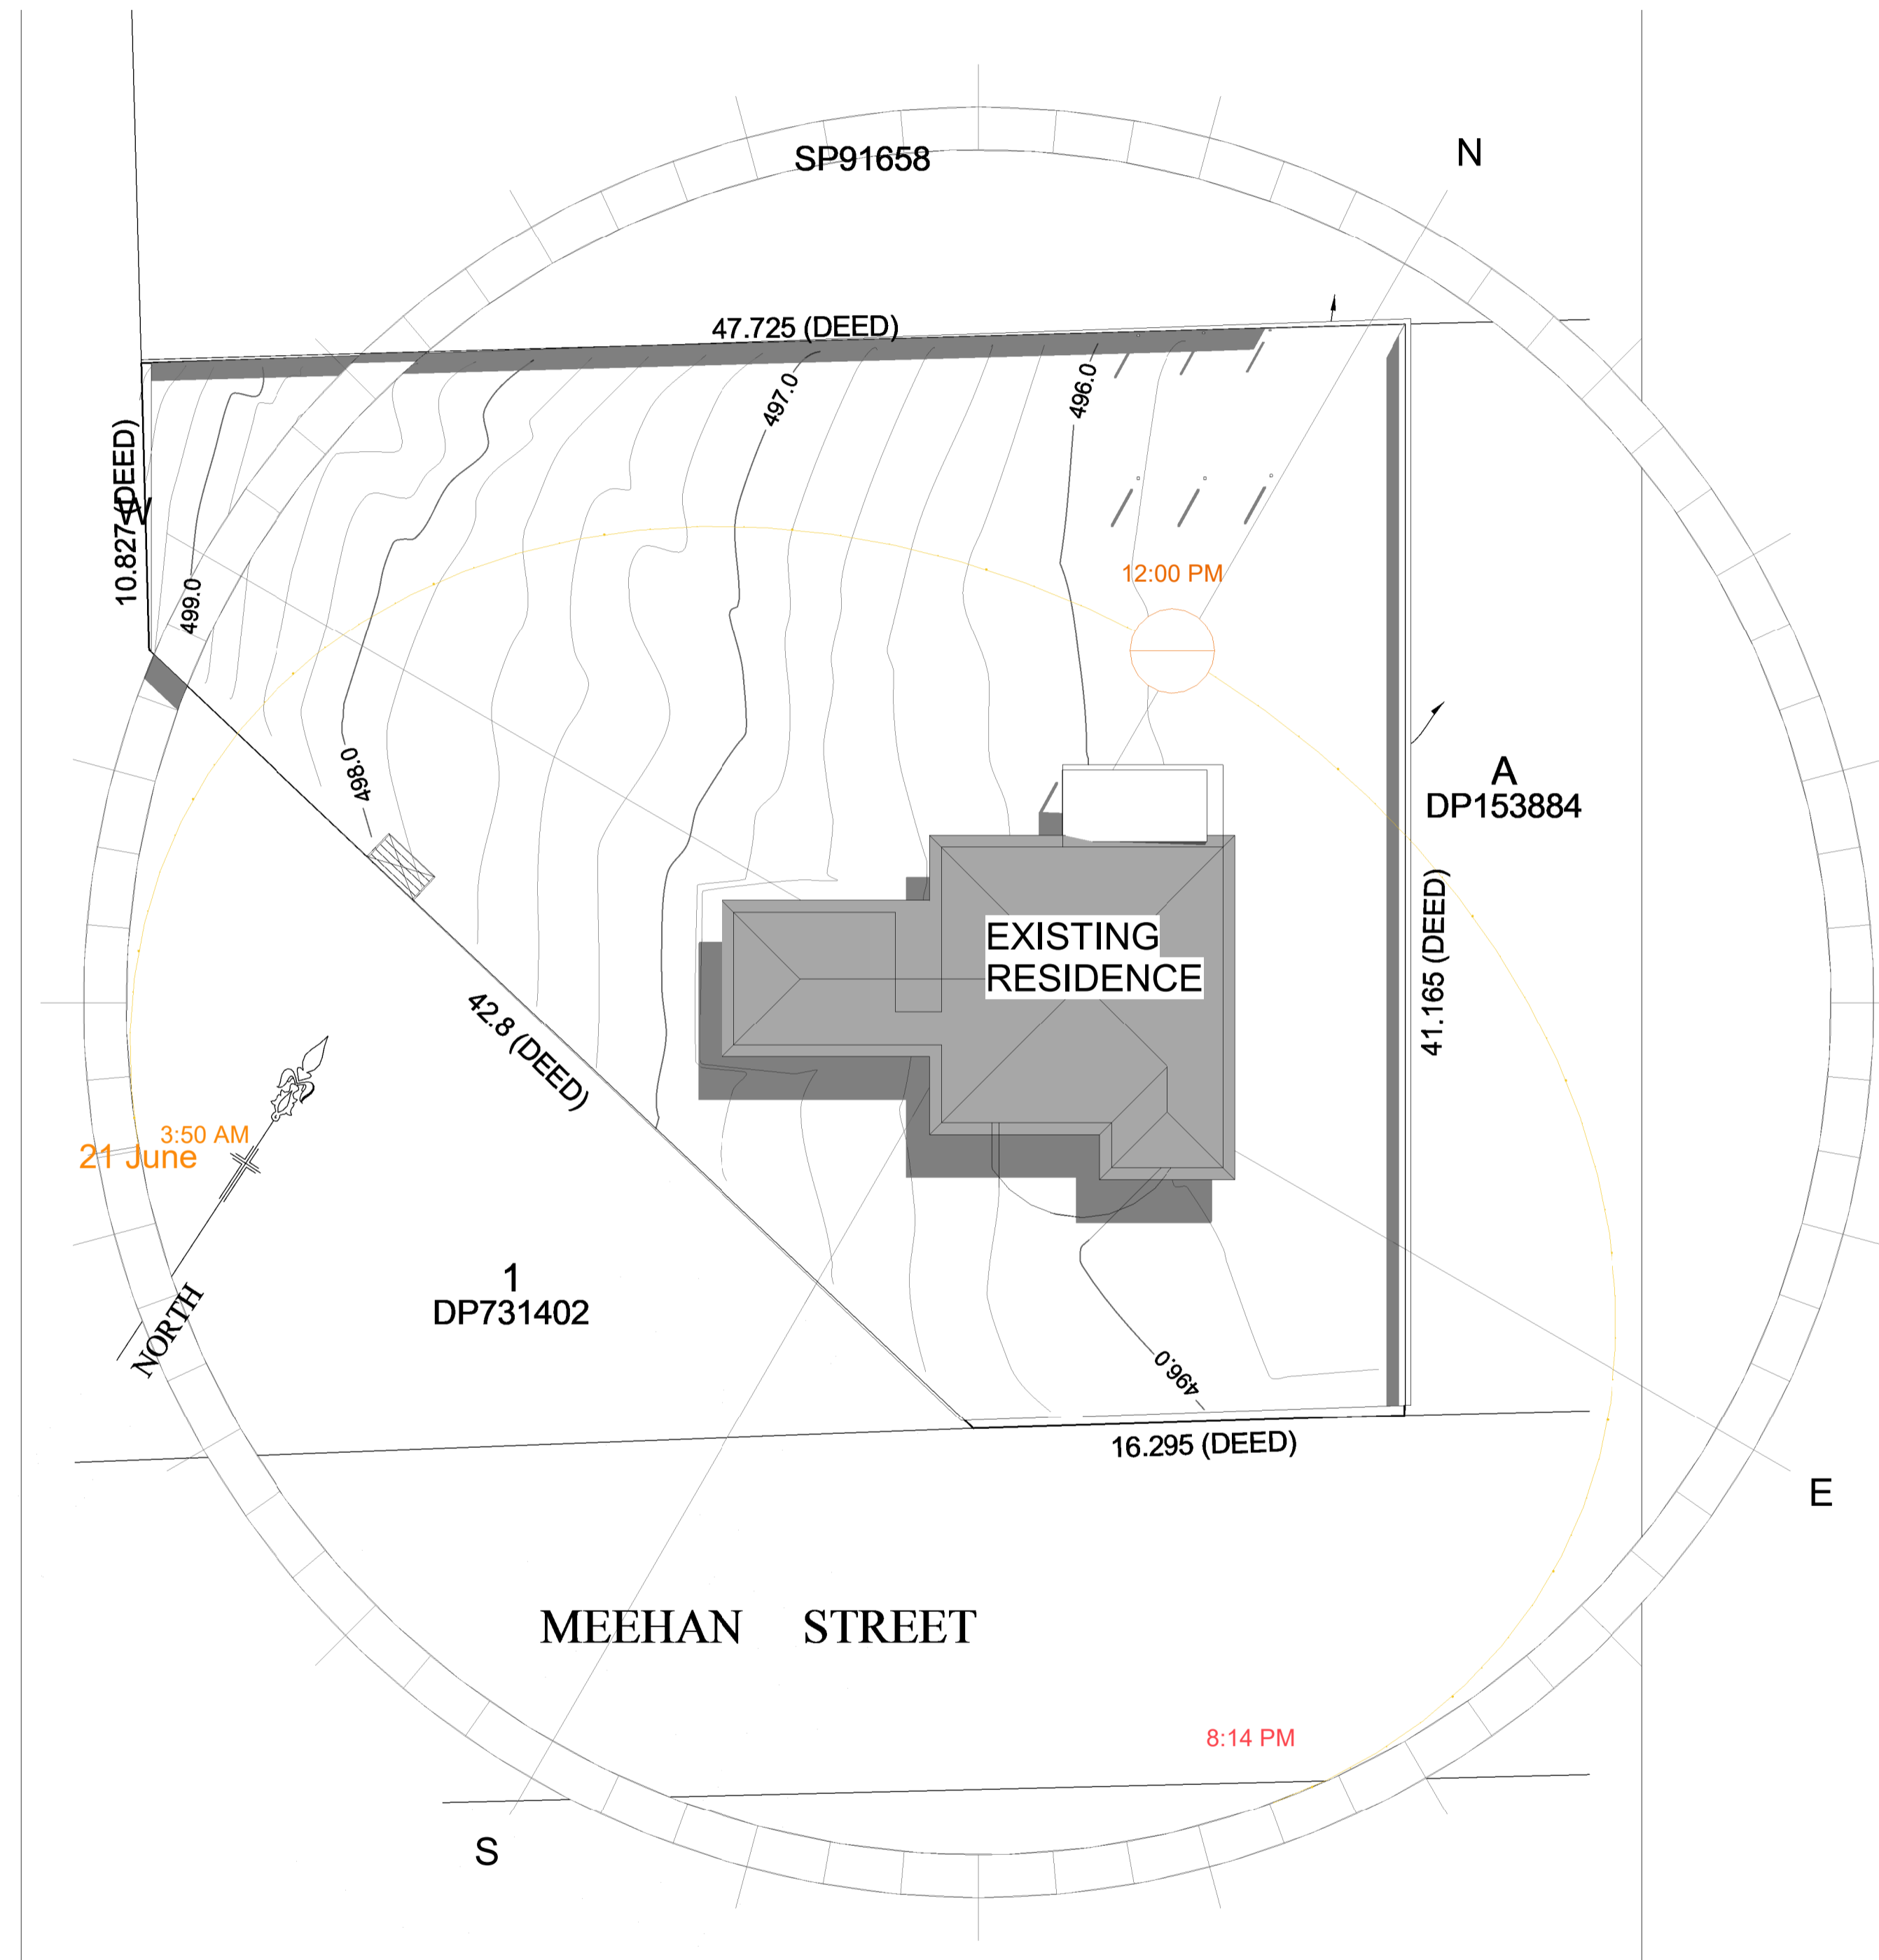 N
SP91658
47.725 (DEED)
497.0
496.0
10.827 (DEED)
W
499.0
12:00 PM
498.0
A
DP153884
EXISTING
RESIDENCE
41.165 (DEED)
42.8 (DEED)
3:50 AM
21 June
NORTH
1
DP731402
496.0
16.295 (DEED)
E
MEEHAN STREET
8:14 PM
S